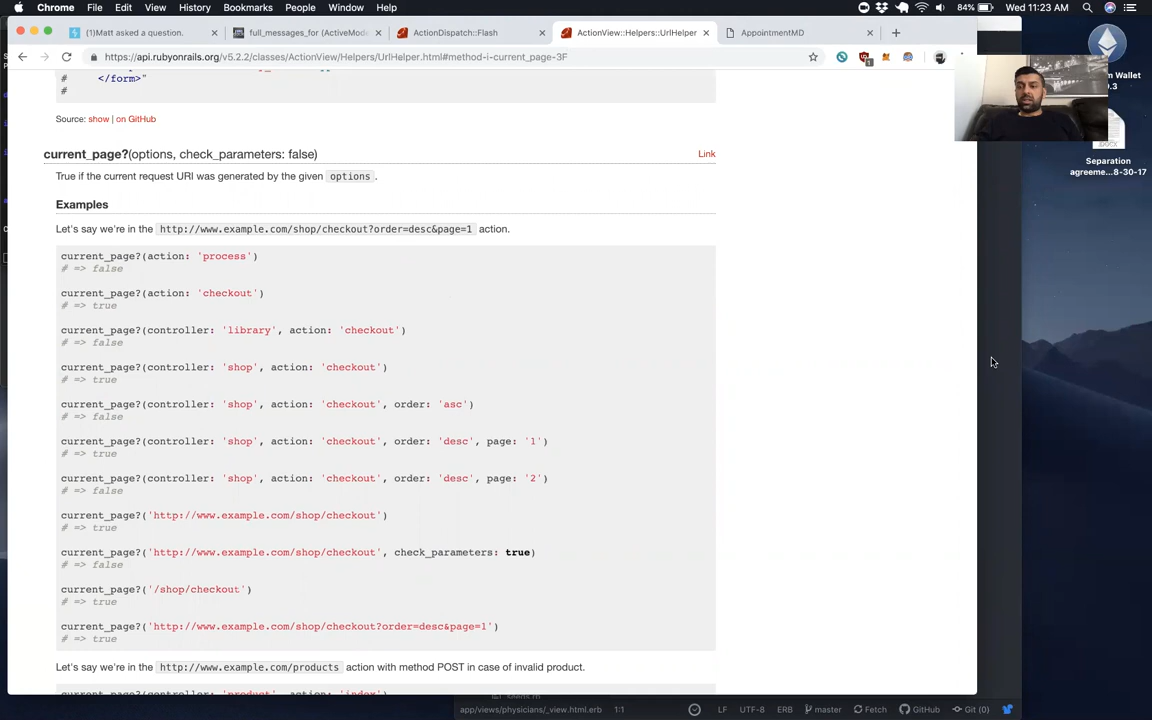 Chrome File Edit View History Bookmarks People Window Help 84% Wed 11:23 AM
(1)Matt asked a question. × full_messages_for (ActiveMode × ActionDispatch::Flash × ActionView::Helpers::UrlHelper × AppointmentMD × +
https://api.rubyonrails.org/v5.2.2/classes/ActionView/Helpers/UrlHelper.html#method-i-current_page-3F
m Wallet
0.3
# </form>"
#
Source: show | on GitHub
current_page?(options, check_parameters: false) Link
Separation
agreeme...8-30-17
True if the current request URI was generated by the given options.
Examples
Let's say we're in the http://www.example.com/shop/checkout?order=desc&page=1 action.
current_page?(action: 'process')
# => false
current_page?(action: 'checkout')
# => true
current_page?(controller: 'library', action: 'checkout')
# => false
current_page?(controller: 'shop', action: 'checkout')
# => true
current_page?(controller: 'shop', action: 'checkout', order: 'asc')
# => false
current_page?(controller: 'shop', action: 'checkout', order: 'desc', page: '1')
# => true
current_page?(controller: 'shop', action: 'checkout', order: 'desc', page: '2')
# => false
current_page?('http://www.example.com/shop/checkout')
# => true
current_page?('http://www.example.com/shop/checkout', check_parameters: true)
# => false
current_page?('/shop/checkout')
# => true
current_page?('http://www.example.com/shop/checkout?order=desc&page=1')
# => true
Let's say we're in the http://www.example.com/products action with method POST in case of invalid product.
current_page?(controller: 'product', action: 'index')
app/views/physicians/_view.html.erb 1:1 LF UTF-8 ERB master Fetch GitHub Git (0)